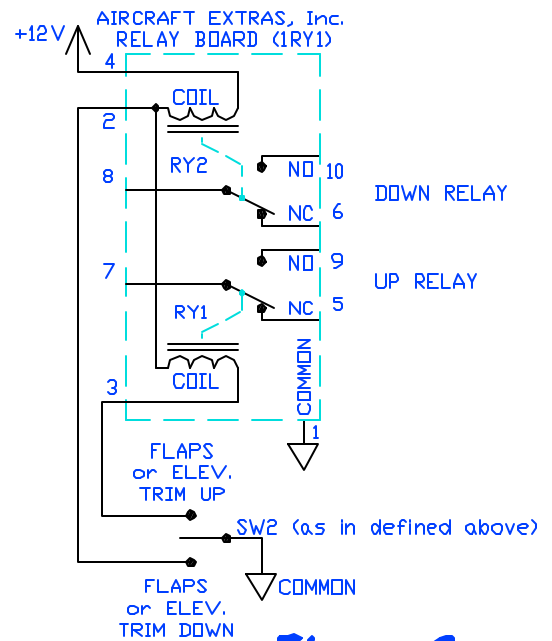 AIRCRAFT EXTRAS, Inc.
RELAY BOARD (1RY1)
+12V
4
COIL
2
RY2
NO
10
8
DOWN RELAY
NC
6
NO
9
7
UP RELAY
NC
5
RY1
COIL
COMMON
3
1
FLAPS
or ELEV.
TRIM UP
SW2 (as in defined above)
COMMON
FLAPS
or ELEV.
TRIM DOWN